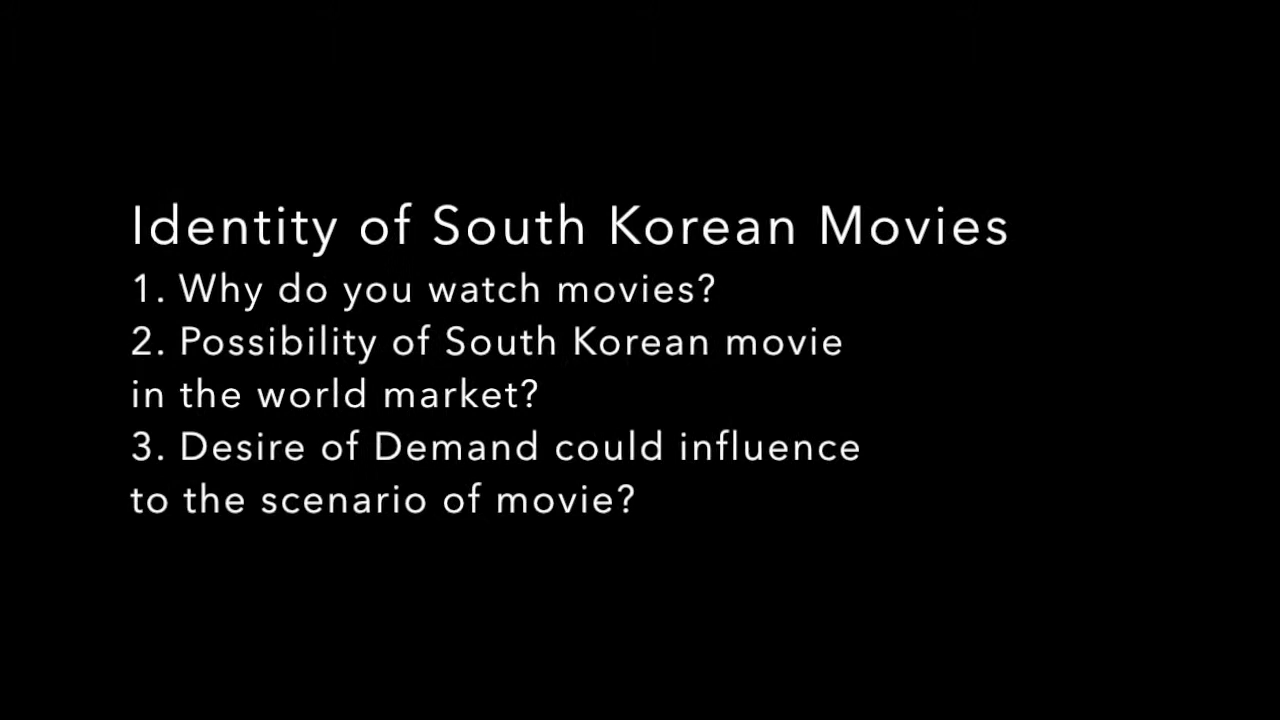 Identity of South Korean Movies
1. Why do you watch movies?
2. Possibility of South Korean movie
in the world market?
3. Desire of Demand could influence
to the scenario of movie?